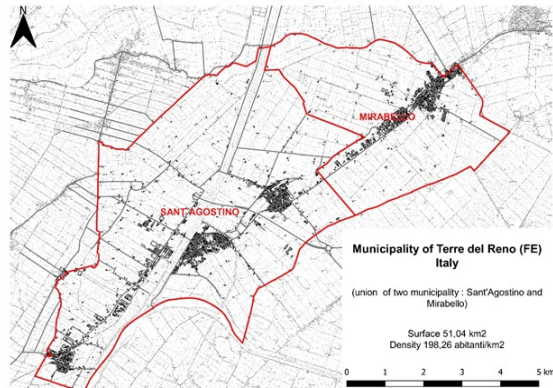 N
MIRABELLO
SANT'AGOSTINO
Municipality of Terre del Reno (FE)
Italy
(union of two municipality : Sant'Agostino and
Mirabello)
Surface 51,04 km2
Density 198,26 abitanti/km2
0 1 2 3 4 5 km